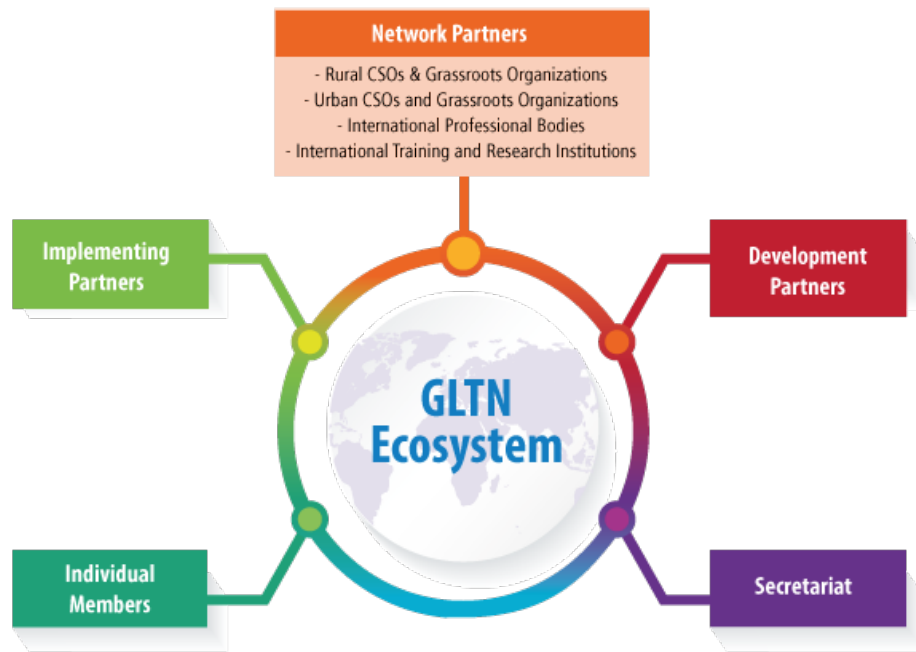 Network Partners
- Rural CSOs & Grassroots Organizations
- Urban CSOs and Grassroots Organizations
- International Professional Bodies
- International Training and Research Institutions
Implementing
Partners
Development
Partners
GLTN
Ecosystem
Individual
Members
Secretariat